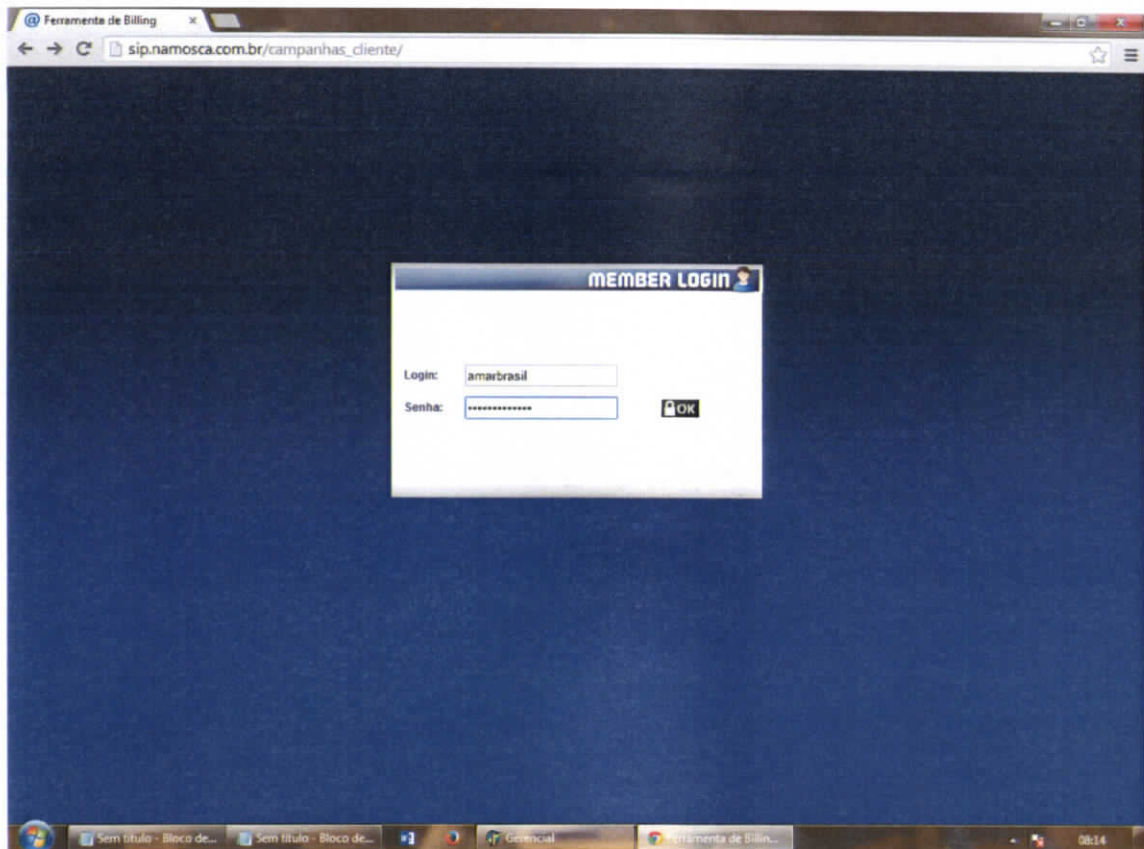 Ferramenta de Billing
sip.namosca.com.br/campanhas_cliente/
MEMBER LOGIN
Login: amarbrasil
Senha: •••••••••••••
OK
Sem título - Bloco de...
Sem título - Bloco de...
Gerencial
Ferramenta de Billin...
08:14